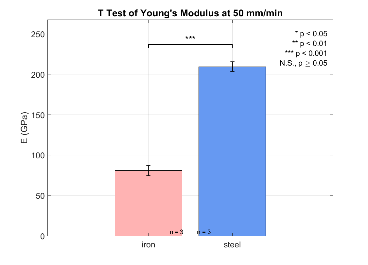 T Test of Young's Modulus at 50 mm/min
* p < 0.05
** p < 0.01
*** p < 0.001
N.S., p ≥ 0.05
***
250
200
150
100
50
0
E (GPa)
n = 3
n = 3
iron
steel